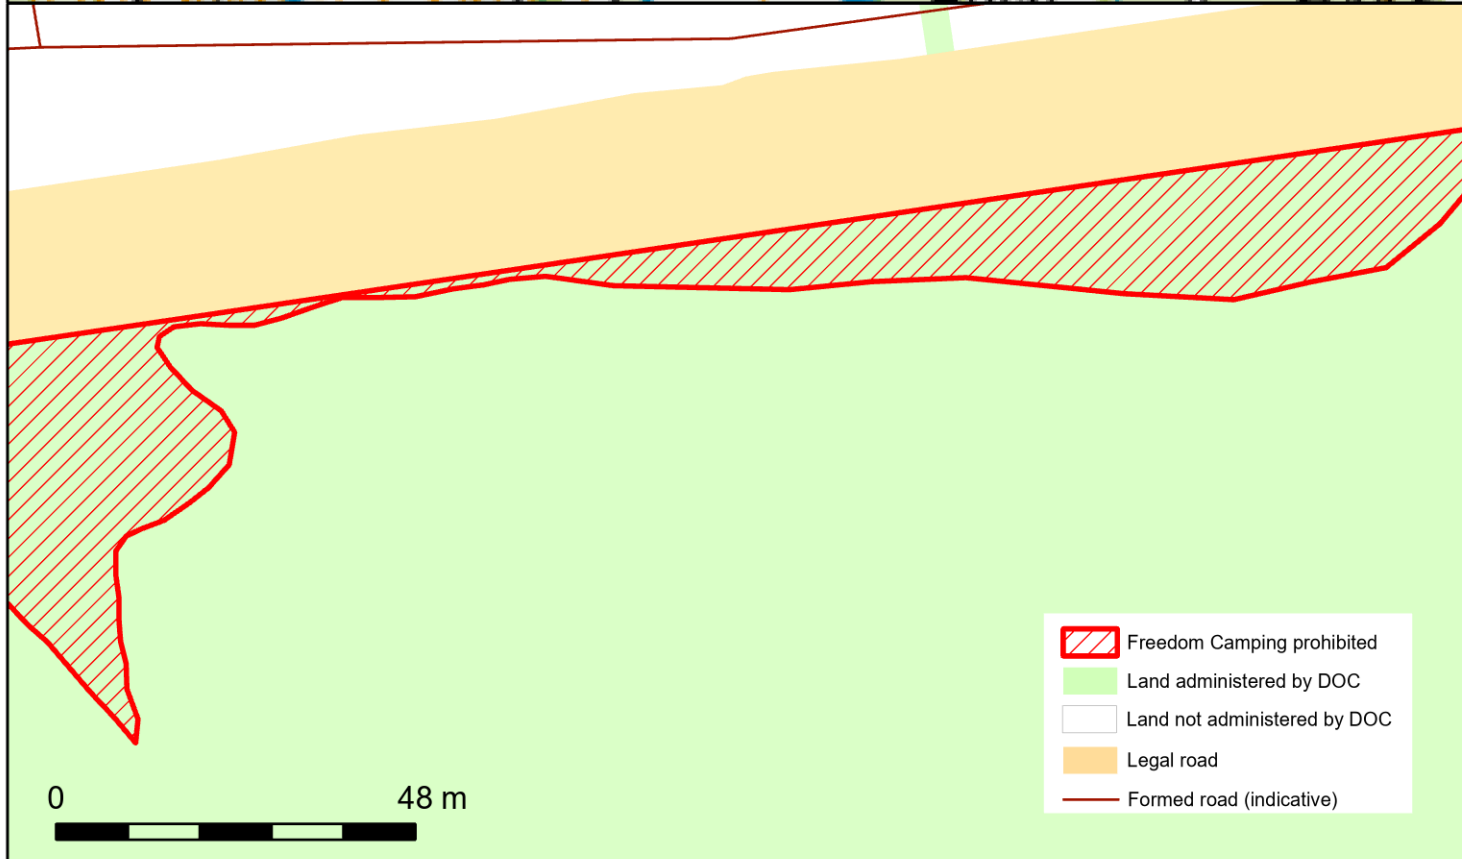 Freedom Camping prohibited
Land administered by DOC
Land not administered by DOC
Legal road
Formed road (indicative)
0 48 m